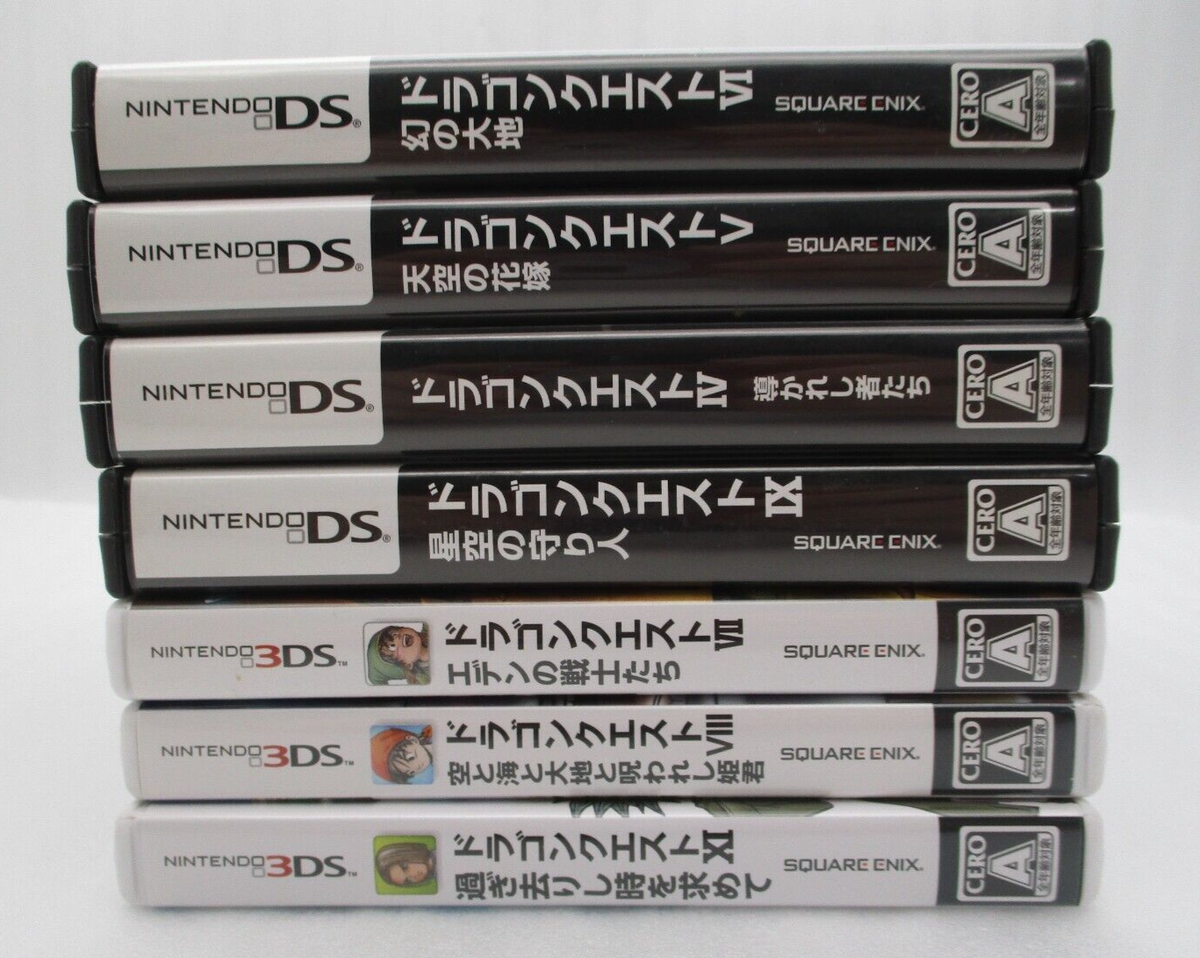 NINTENDO DS®
ドラゴンクエストVI
幻の大地
SQUARE ENIX®
CERO
A
全年齢対象
NINTENDO DS®
ドラゴンクエストV
天空の花嫁
SQUARE ENIX®
CERO
A
全年齢対象
NINTENDO DS®
ドラゴンクエストIV 導かれし者たち
CERO
A
全年齢対象
NINTENDO DS®
ドラゴンクエストIX
星空の守り人
SQUARE ENIX®
CERO
A
全年齢対象
NINTENDO 3DS™
ドラゴンクエストVII
エデンの戦士たち
SQUARE ENIX®
CERO
A
全年齢対象
NINTENDO 3DS™
ドラゴンクエストVIII
空と海と大地と呪われし姫君
SQUARE ENIX®
CERO
A
全年齢対象
NINTENDO 3DS™
ドラゴンクエストXI
過ぎ去りし時を求めて
SQUARE ENIX®
CERO
A
全年齢対象